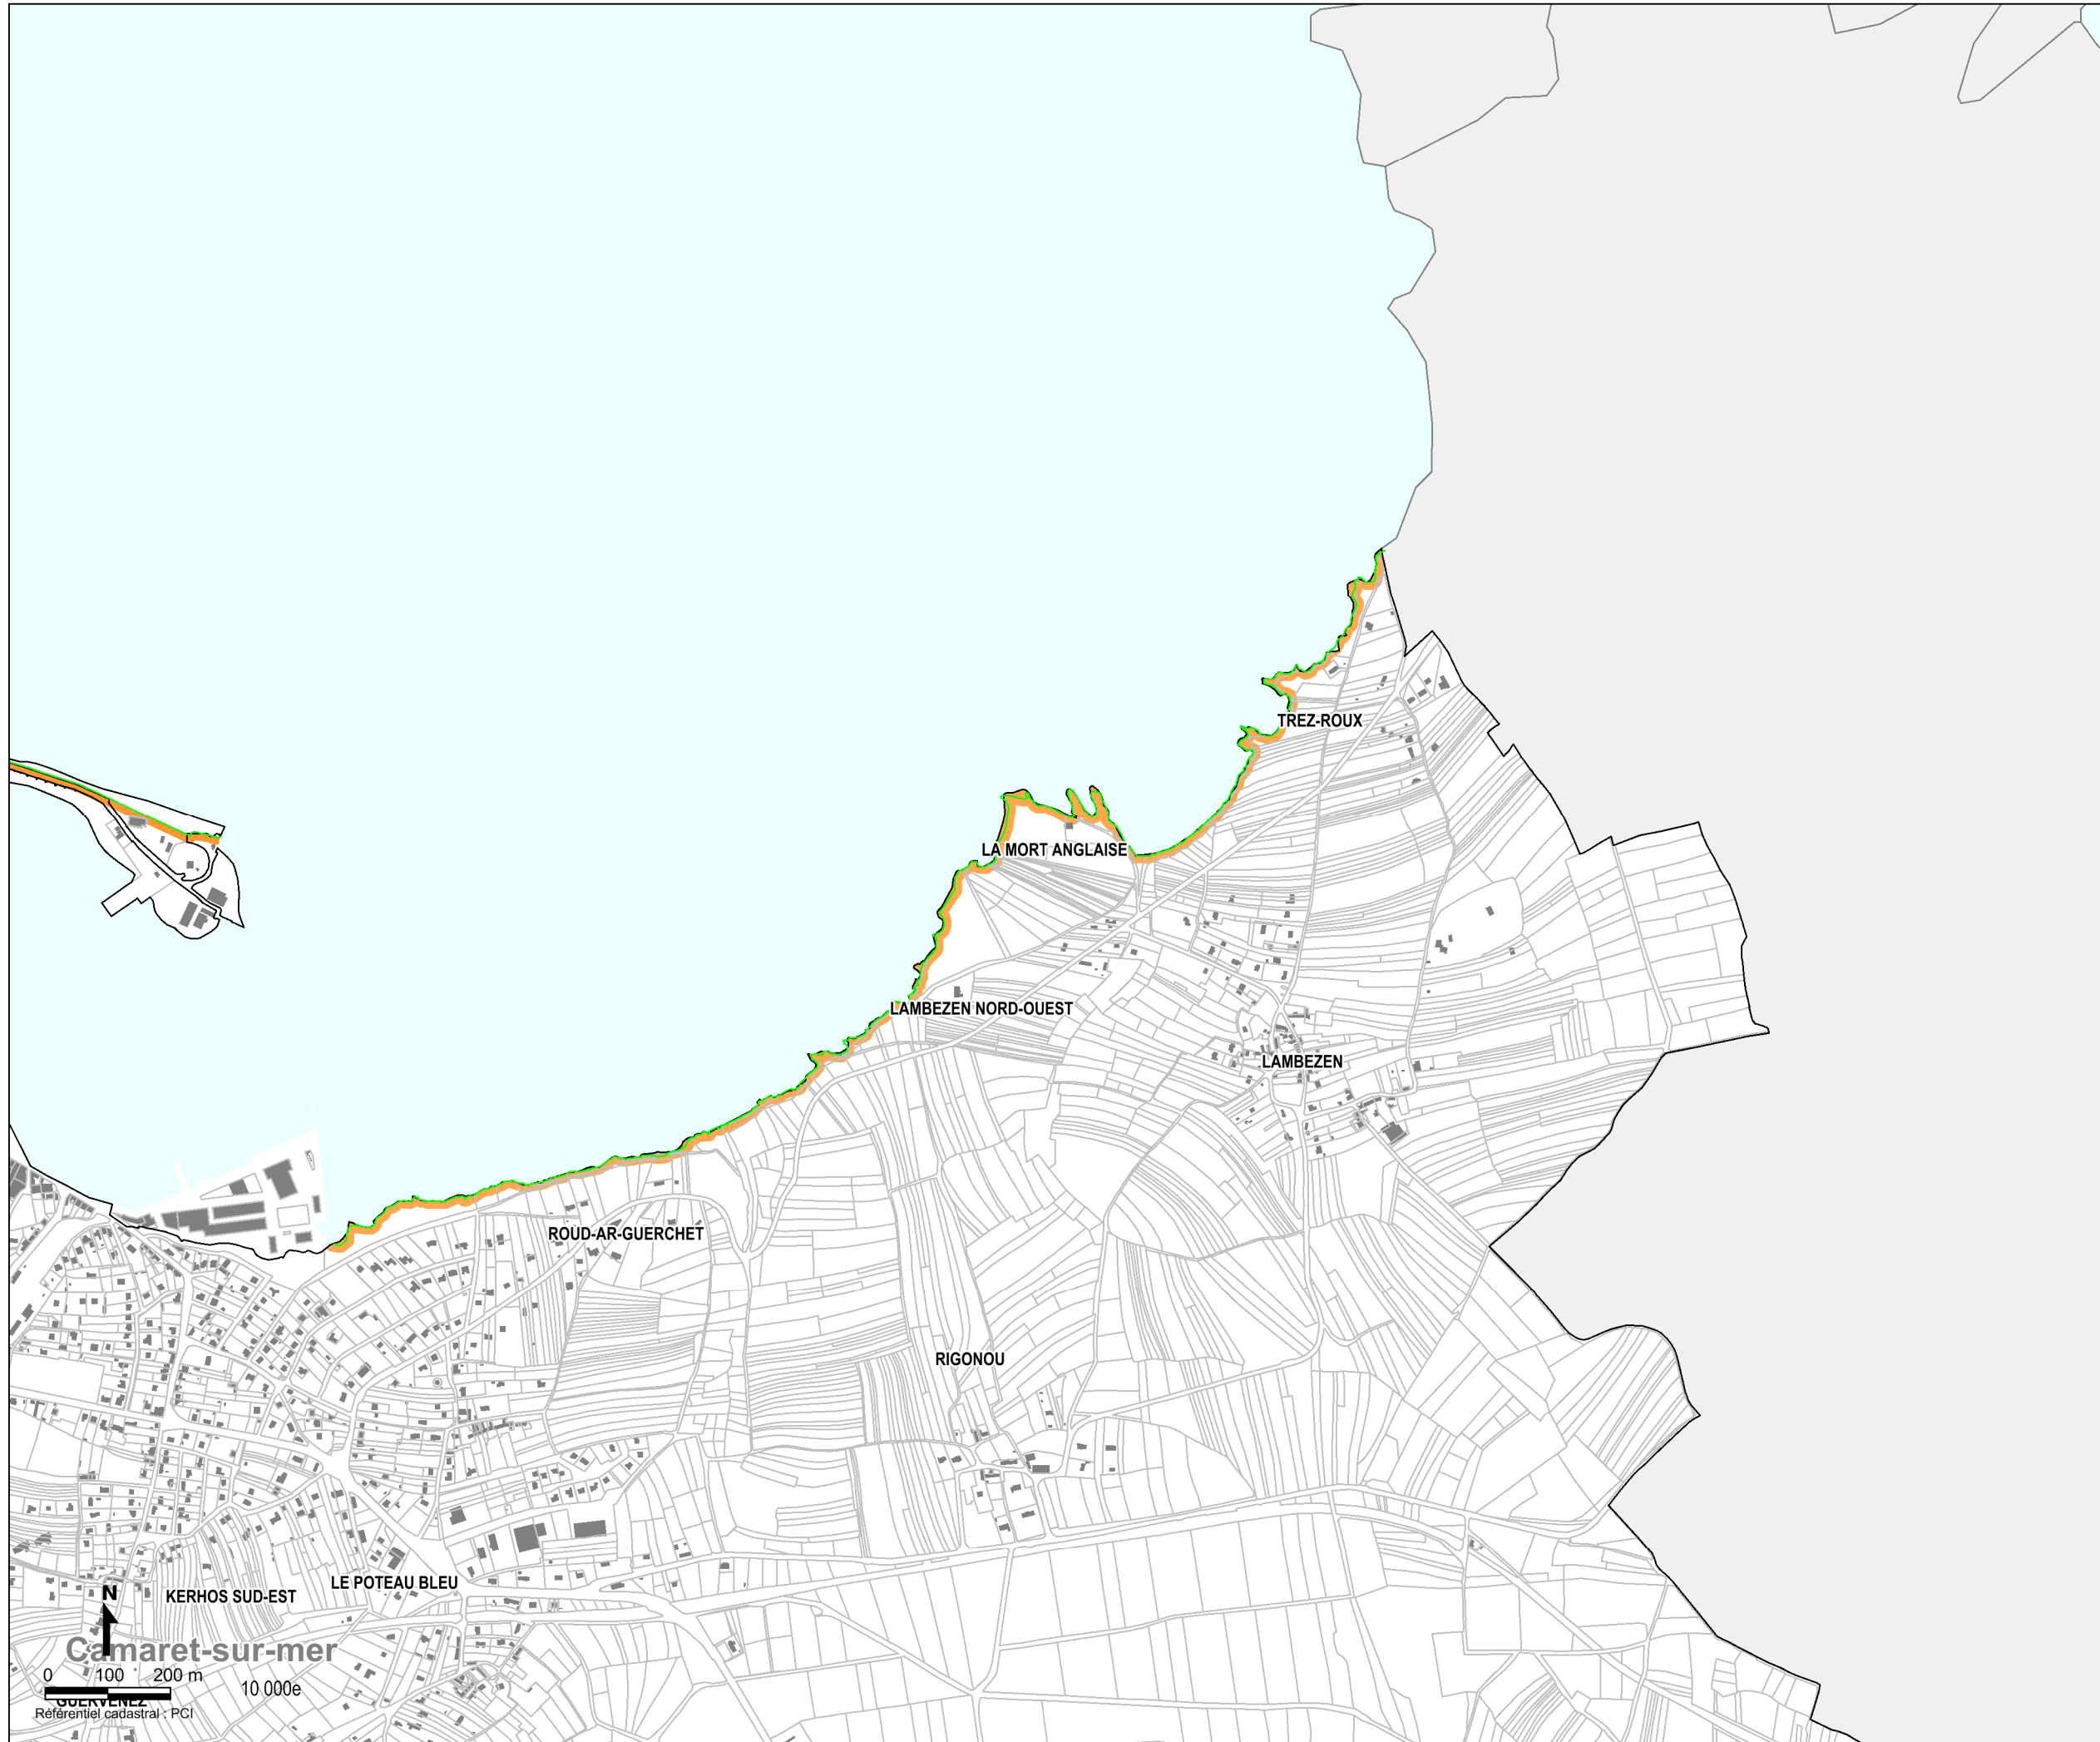 TREZ-ROUX
LA MORT ANGLAISE
LAMBEZEN NORD-OUEST
LAMBEZEN
ROUD-AR-GUERCHET
RIGONOU
LE POTEAU BLEU
KERHOS SUD-EST
N
Camaret-sur-mer
0 100 200 m
10 000e
GUERVENEZ
Référentiel cadastral : PCI